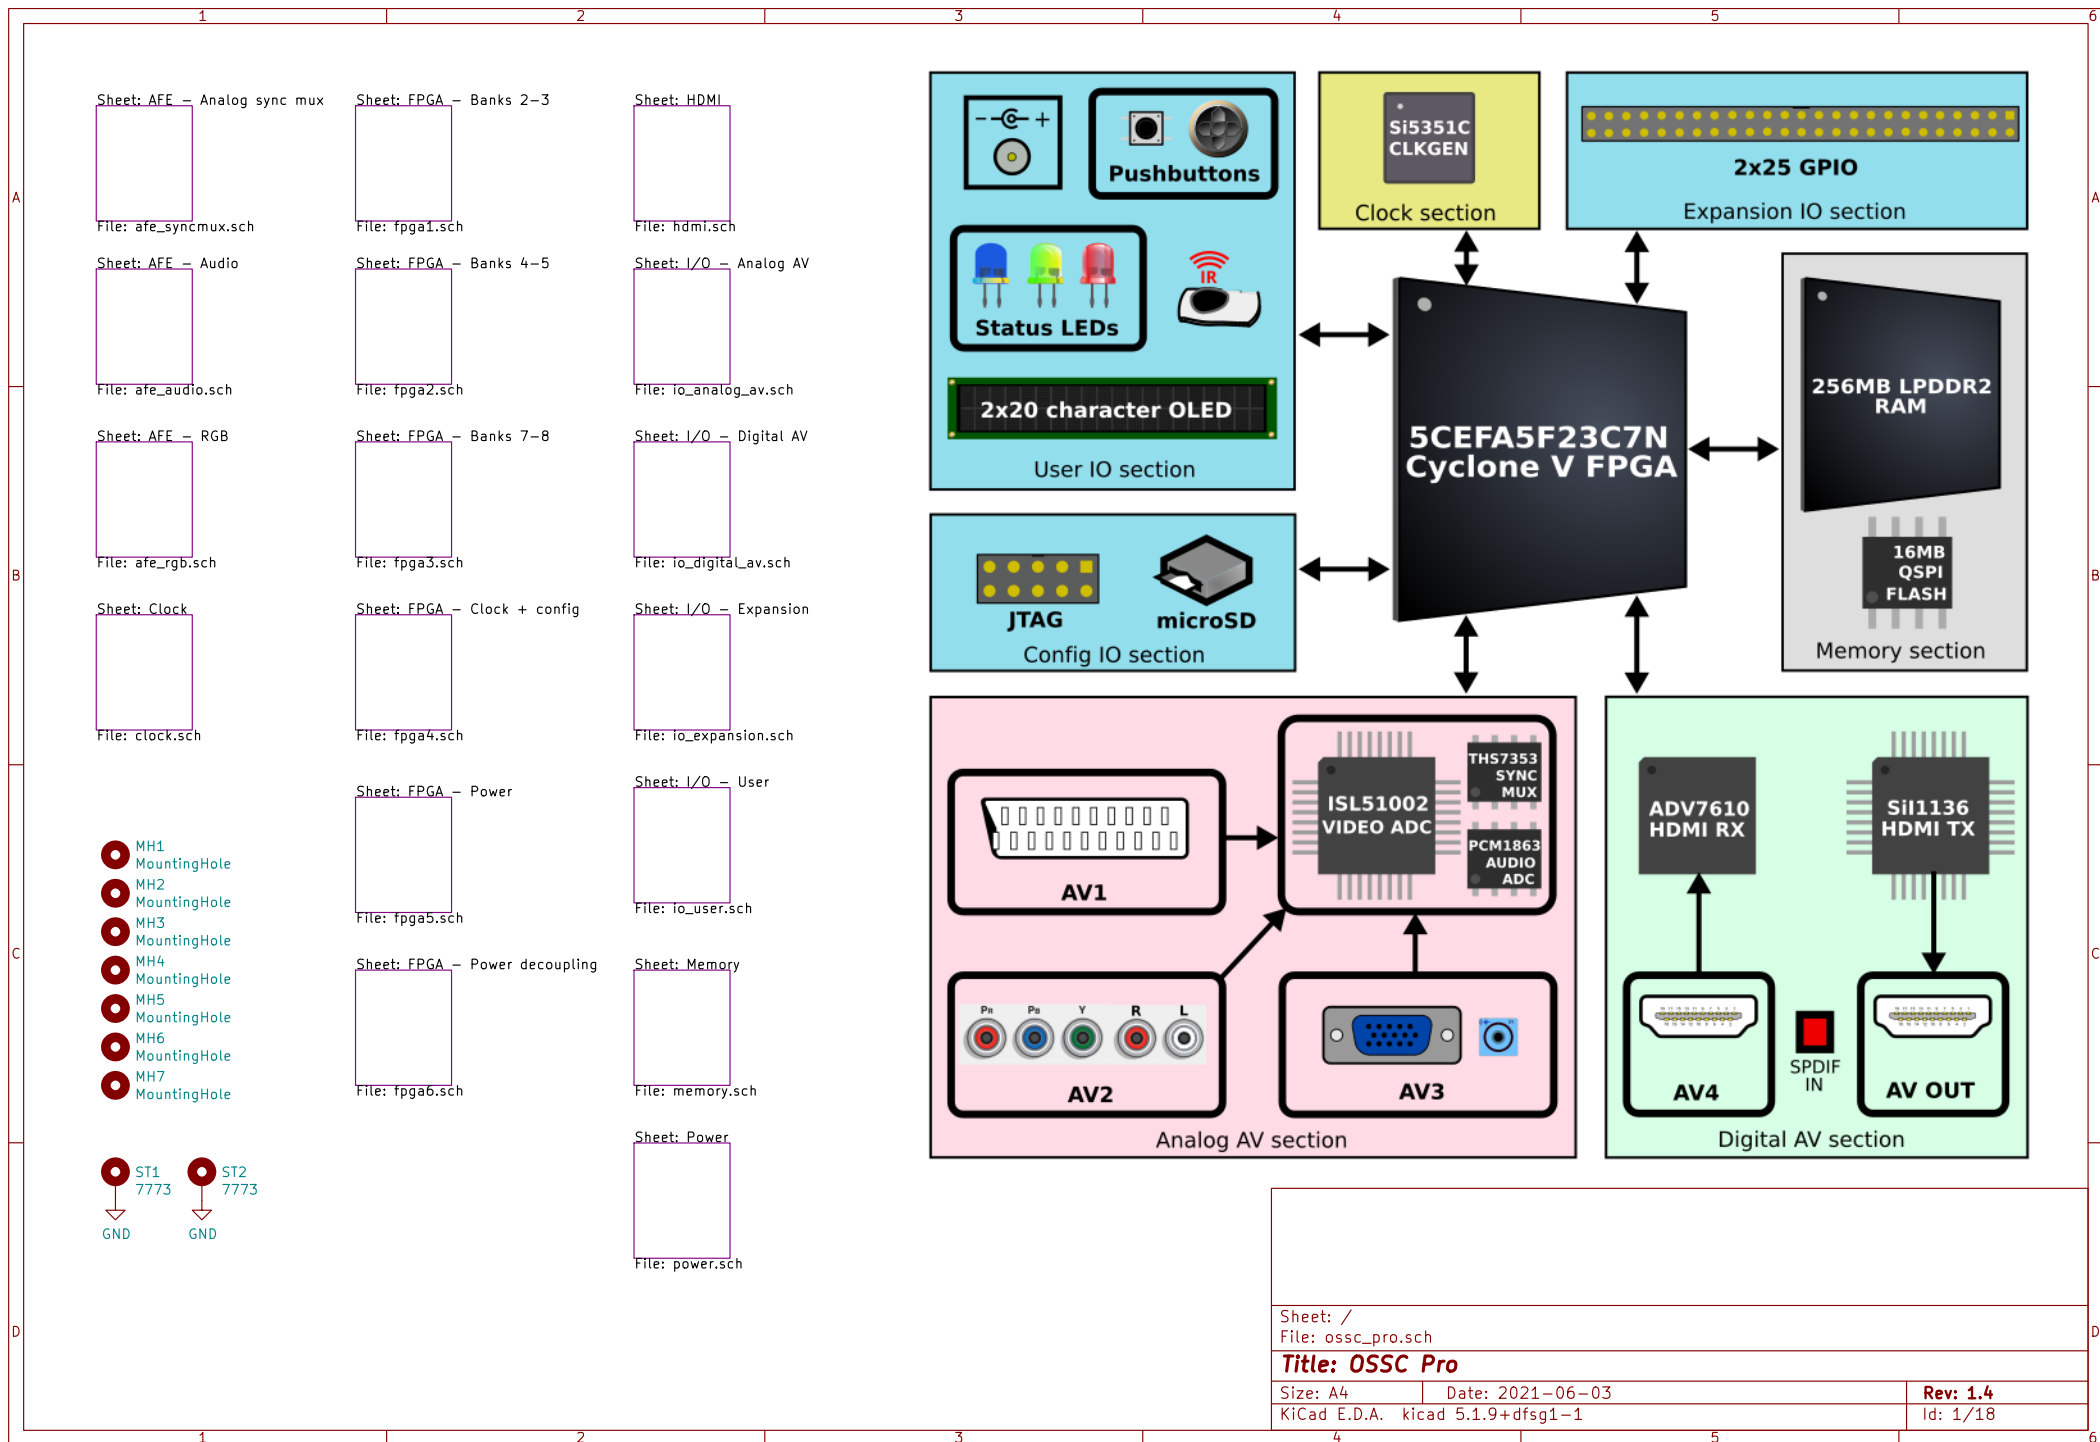 1 2 3 4 5 6
A
B
C
D
A
B
C
D
1 2 3 4 5 6
Sheet: AFE - Analog sync mux
File: afe_syncmux.sch
Sheet: AFE - Audio
File: afe_audio.sch
Sheet: AFE - RGB
File: afe_rgb.sch
Sheet: Clock
File: clock.sch
MH1
MountingHole
MH2
MountingHole
MH3
MountingHole
MH4
MountingHole
MH5
MountingHole
MH6
MountingHole
MH7
MountingHole
ST1
7773
GND
ST2
7773
GND
Sheet: FPGA - Banks 2-3
File: fpga1.sch
Sheet: FPGA - Banks 4-5
File: fpga2.sch
Sheet: FPGA - Banks 7-8
File: fpga3.sch
Sheet: FPGA - Clock + config
File: fpga4.sch
Sheet: FPGA - Power
File: fpga5.sch
Sheet: FPGA - Power decoupling
File: fpga6.sch
Sheet: HDMI
File: hdmi.sch
Sheet: I/O - Analog AV
File: io_analog_av.sch
Sheet: I/O - Digital AV
File: io_digital_av.sch
Sheet: I/O - Expansion
File: io_expansion.sch
Sheet: I/O - User
File: io_user.sch
Sheet: Memory
File: memory.sch
Sheet: Power
File: power.sch
- +
Pushbuttons
Status LEDs
IR
2x20 character OLED
User IO section
Si5351C
CLKGEN
Clock section
2x25 GPIO
Expansion IO section
5CEFA5F23C7N
Cyclone V FPGA
256MB LPDDR2
RAM
16MB
QSPI
FLASH
Memory section
JTAG
microSD
Config IO section
AV1
ISL51002
VIDEO ADC
THS7353
SYNC
MUX
PCM1863
AUDIO
ADC
PR PB Y R L
AV2
AV3
Analog AV section
ADV7610
HDMI RX
SiI1136
HDMI TX
AV4
SPDIF
IN
AV OUT
Digital AV section
Sheet: /
File: ossc_pro.sch
Title: OSSC Pro
Size: A4
Date: 2021-06-03
Rev: 1.4
KiCad E.D.A. kicad 5.1.9+dfsg1-1
Id: 1/18